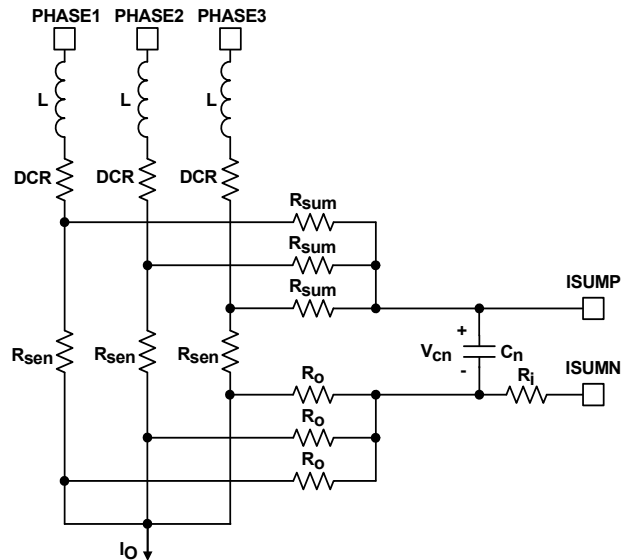 PHASE1 PHASE2 PHASE3
L L L
DCR DCR DCR
Rsum
Rsum
Rsum
ISUMP
Rsen Rsen Rsen
+
Vcn Cn
-
Ri
ISUMN
Ro
Ro
Ro
IO